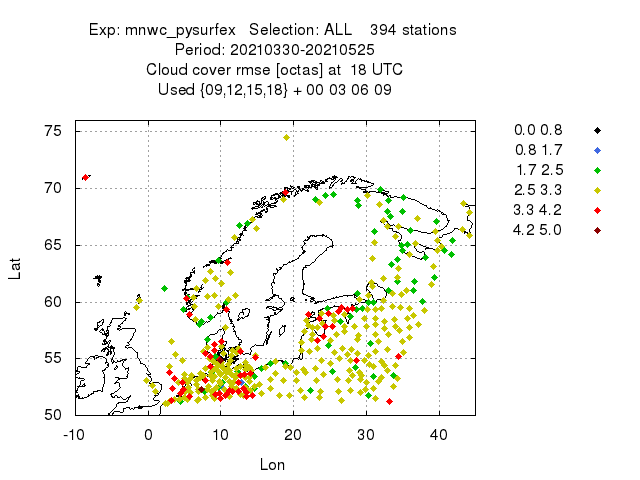 Exp: mnwc_pysurfex   Selection: ALL    394 stations
Period: 20210330-20210525
Cloud cover rmse [octas] at  18 UTC
Used {09,12,15,18} + 00 03 06 09
75
70
65
60
55
50
-10 0 10 20 30 40
Lat
Lon
0.0 0.8
0.8 1.7
1.7 2.5
2.5 3.3
3.3 4.2
4.2 5.0